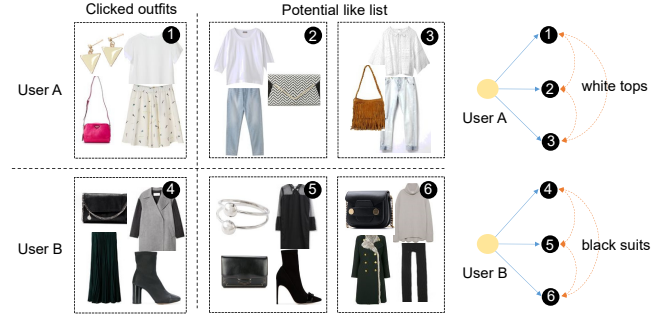 Clicked outfits
Potential like list
User A
1
2
3
1
2
3
User A
white tops
User B
4
5
6
4
5
6
User B
black suits